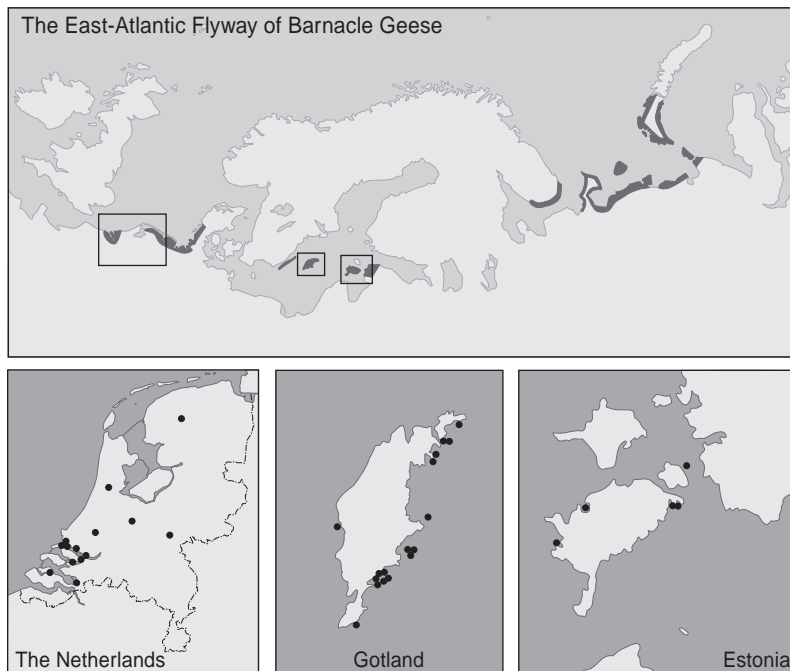 The East-Atlantic Flyway of Barnacle Geese
The Netherlands
Gotland
Estonia